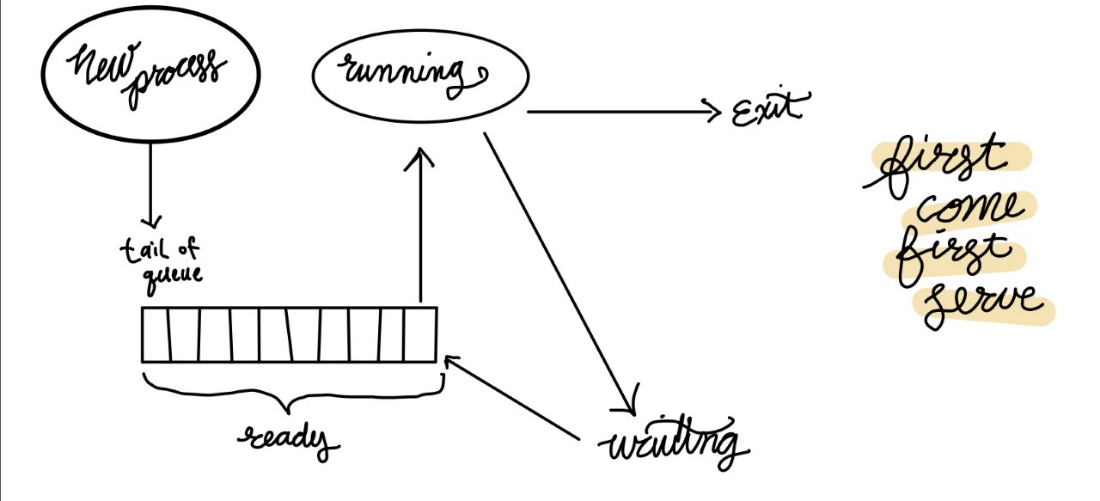 New
process
running
Exit
first
come
first
serve
tail of
queue
ready
waiting